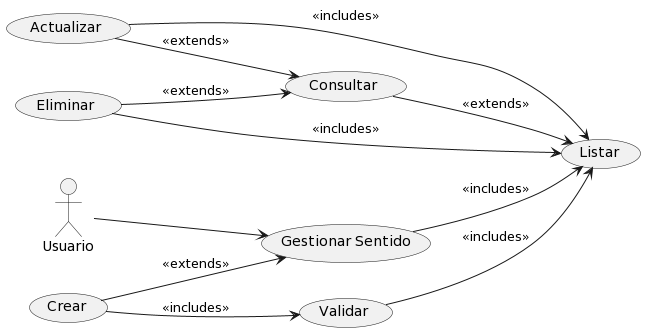 Actualizar
«includes»
«extends»
Consultar
«extends»
Eliminar
«extends»
«includes»
Listar
Usuario
«includes»
Gestionar Sentido
«extends»
«includes»
Crear
«includes»
Validar